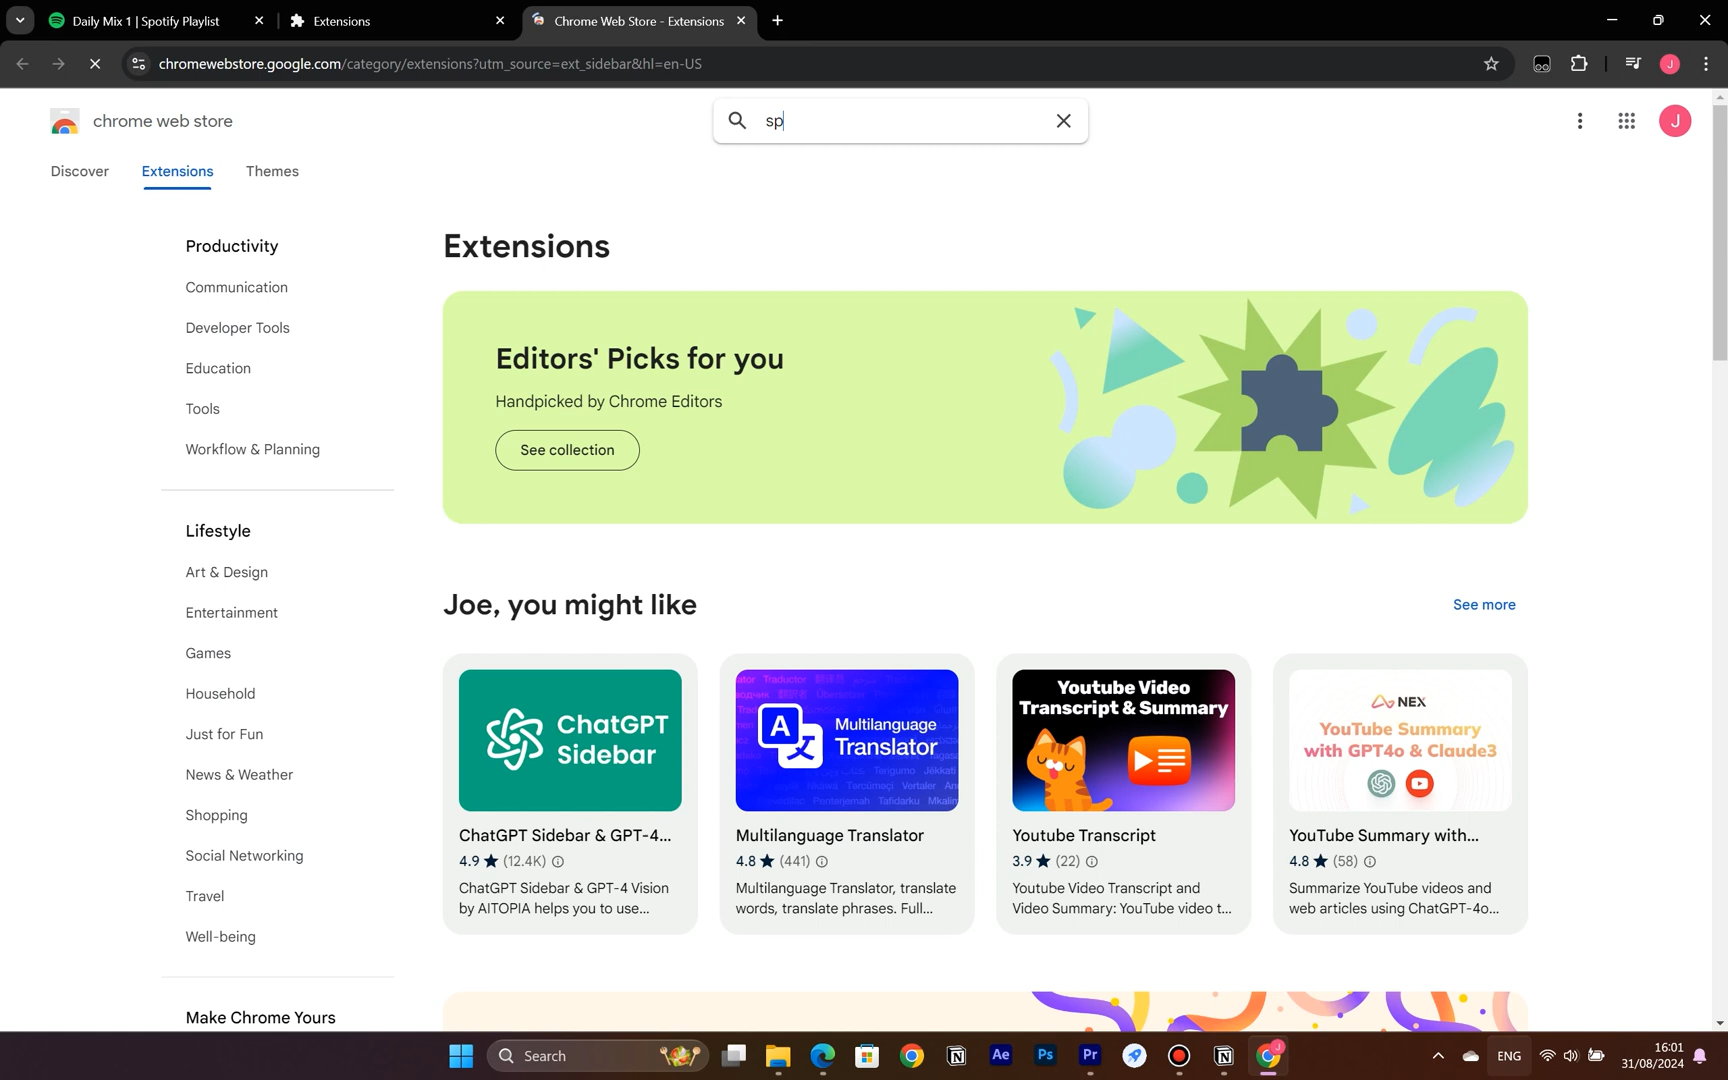 Daily Mix 1 | Spotify Playlist
Extensions
Chrome Web Store - Extensions
chromewebstore.google.com/category/extensions?utm_source=ext_sidebar&hl=en-US
J
chrome web store
sp
J
Discover
Extensions
Themes
Productivity
Communication
Developer Tools
Education
Tools
Workflow & Planning
Lifestyle
Art & Design
Entertainment
Games
Household
Just for Fun
News & Weather
Shopping
Social Networking
Travel
Well-being
Make Chrome Yours
Extensions
Editors' Picks for you
Handpicked by Chrome Editors
See collection
Joe, you might like
See more
ChatGPT
Sidebar
ChatGPT Sidebar & GPT-4...
4.9 ★ (12.4K)
ChatGPT Sidebar & GPT-4 Vision
by AITOPIA helps you to use...
A
Multilanguage
Translator
Multilanguage Translator
4.8 ★ (441)
Multilanguage Translator, translate
words, translate phrases. Full...
Youtube Video
Transcript & Summary
Youtube Transcript
3.9 ★ (22)
Youtube Video Transcript and
Video Summary: YouTube video t...
NEX
YouTube Summary
with GPT4o & Claude3
YouTube Summary with...
4.8 ★ (58)
Summarize YouTube videos and
web articles using ChatGPT-4o...
Search
Ae
Ps
Pr
J
ENG
16:01
31/08/2024